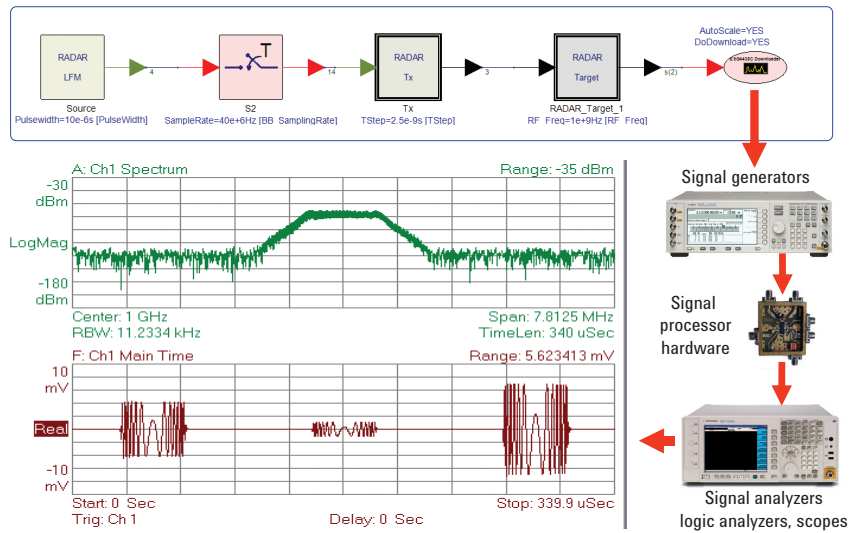 RADAR
LFM
4
Source
Pulsewidth=10e-6s [PulseWidth]
T
14
S2
SampleRate=40e+6Hz [BB_SamplingRate]
RADAR
Tx
3
Tx
TStep=2.5e-9s [TStep]
RADAR
Target
s(2)
RADAR_Target_1
RF_Freq=1e+9Hz [RF_Freq]
AutoScale=YES
DoDownload=YES
Downloader
A: Ch1 Spectrum
Range: -35 dBm
-30
dBm
LogMag
-180
dBm
Center: 1 GHz
Span: 7.8125 MHz
RBW: 11.2334 kHz
TimeLen: 340 uSec
F: Ch1 Main Time
Range: 5.623413 mV
10
mV
Real
-10
mV
Start: 0 Sec
Stop: 339.9 uSec
Trig: Ch 1
Delay: 0 Sec
Signal generators
Signal
processor
hardware
Signal analyzers
logic analyzers, scopes